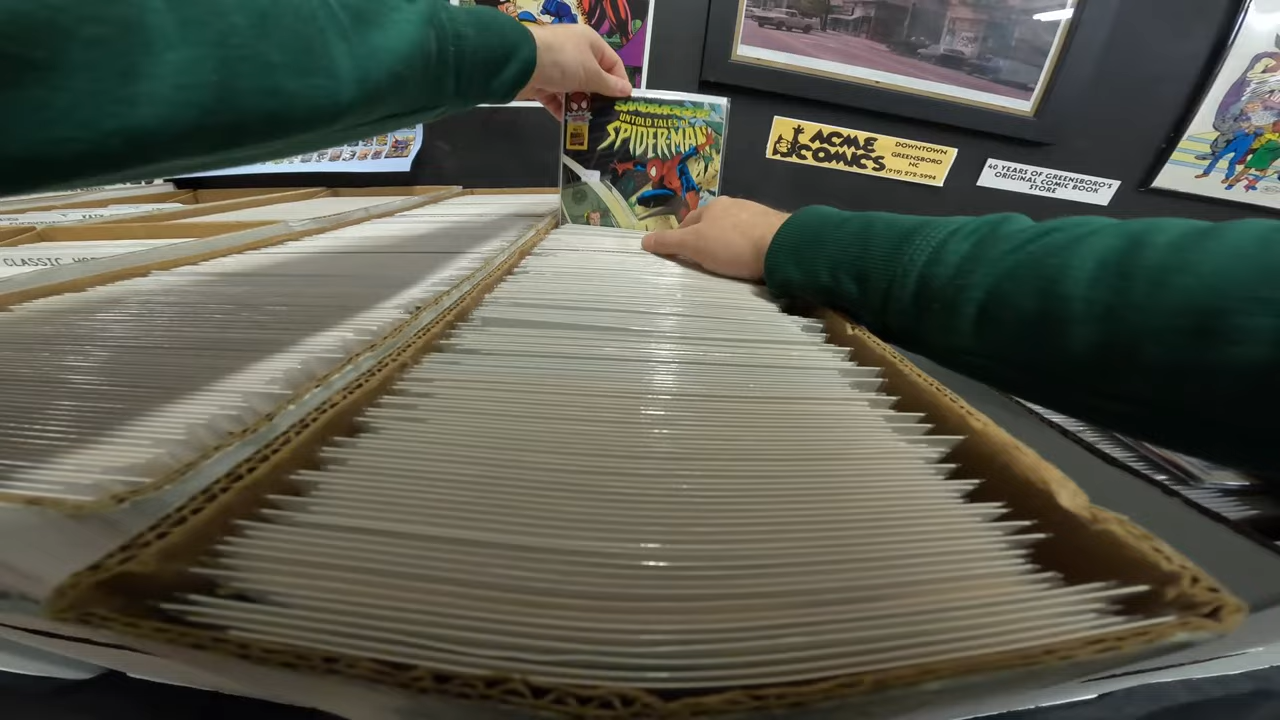 SANDBAGGED!
UNTOLD TALES OF
SPIDER-MAN
ACME
COMICS
DOWNTOWN
GREENSBORO
NC
(919) 272-5994
40 YEARS OF GREENSBORO'S
ORIGINAL COMIC BOOK
STORE
CLASSIC